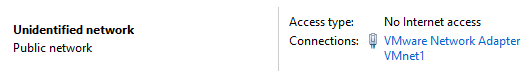 Unidentified network
Public network
Access type: No Internet access
Connections: VMware Network Adapter
VMnet1